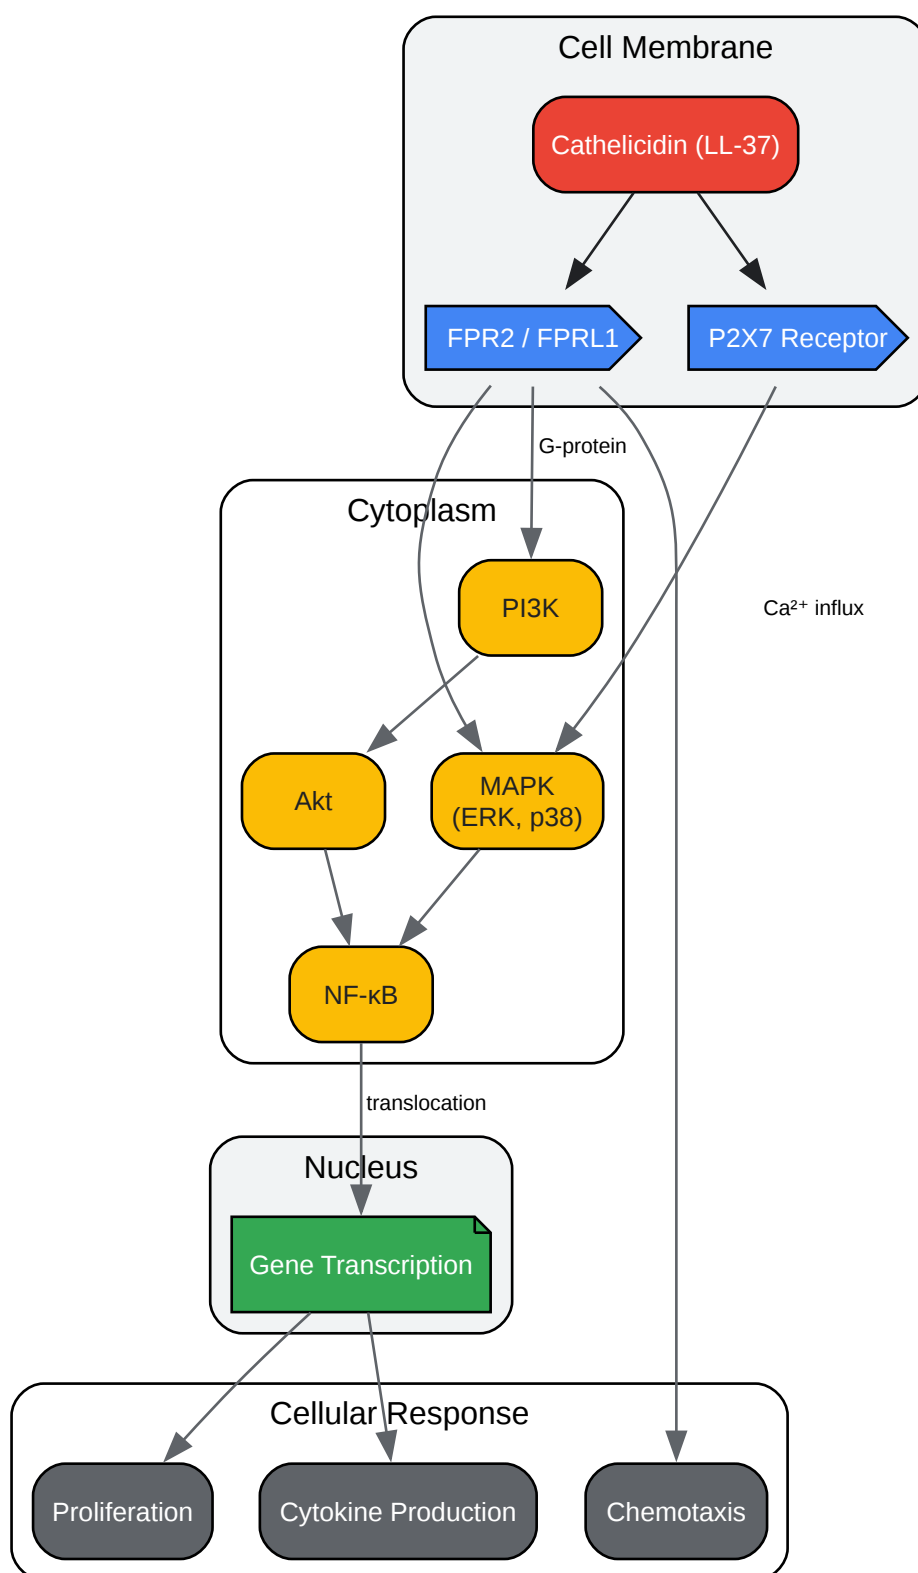 Cell Membrane
Cathelicidin (LL-37)
FPR2 / FPRL1
P2X7 Receptor
G-protein
Cytoplasm
PI3K
Ca²⁺ influx
Akt
MAPK
(ERK, p38)
NF-κB
translocation
Nucleus
Gene Transcription
Cellular Response
Proliferation
Cytokine Production
Chemotaxis